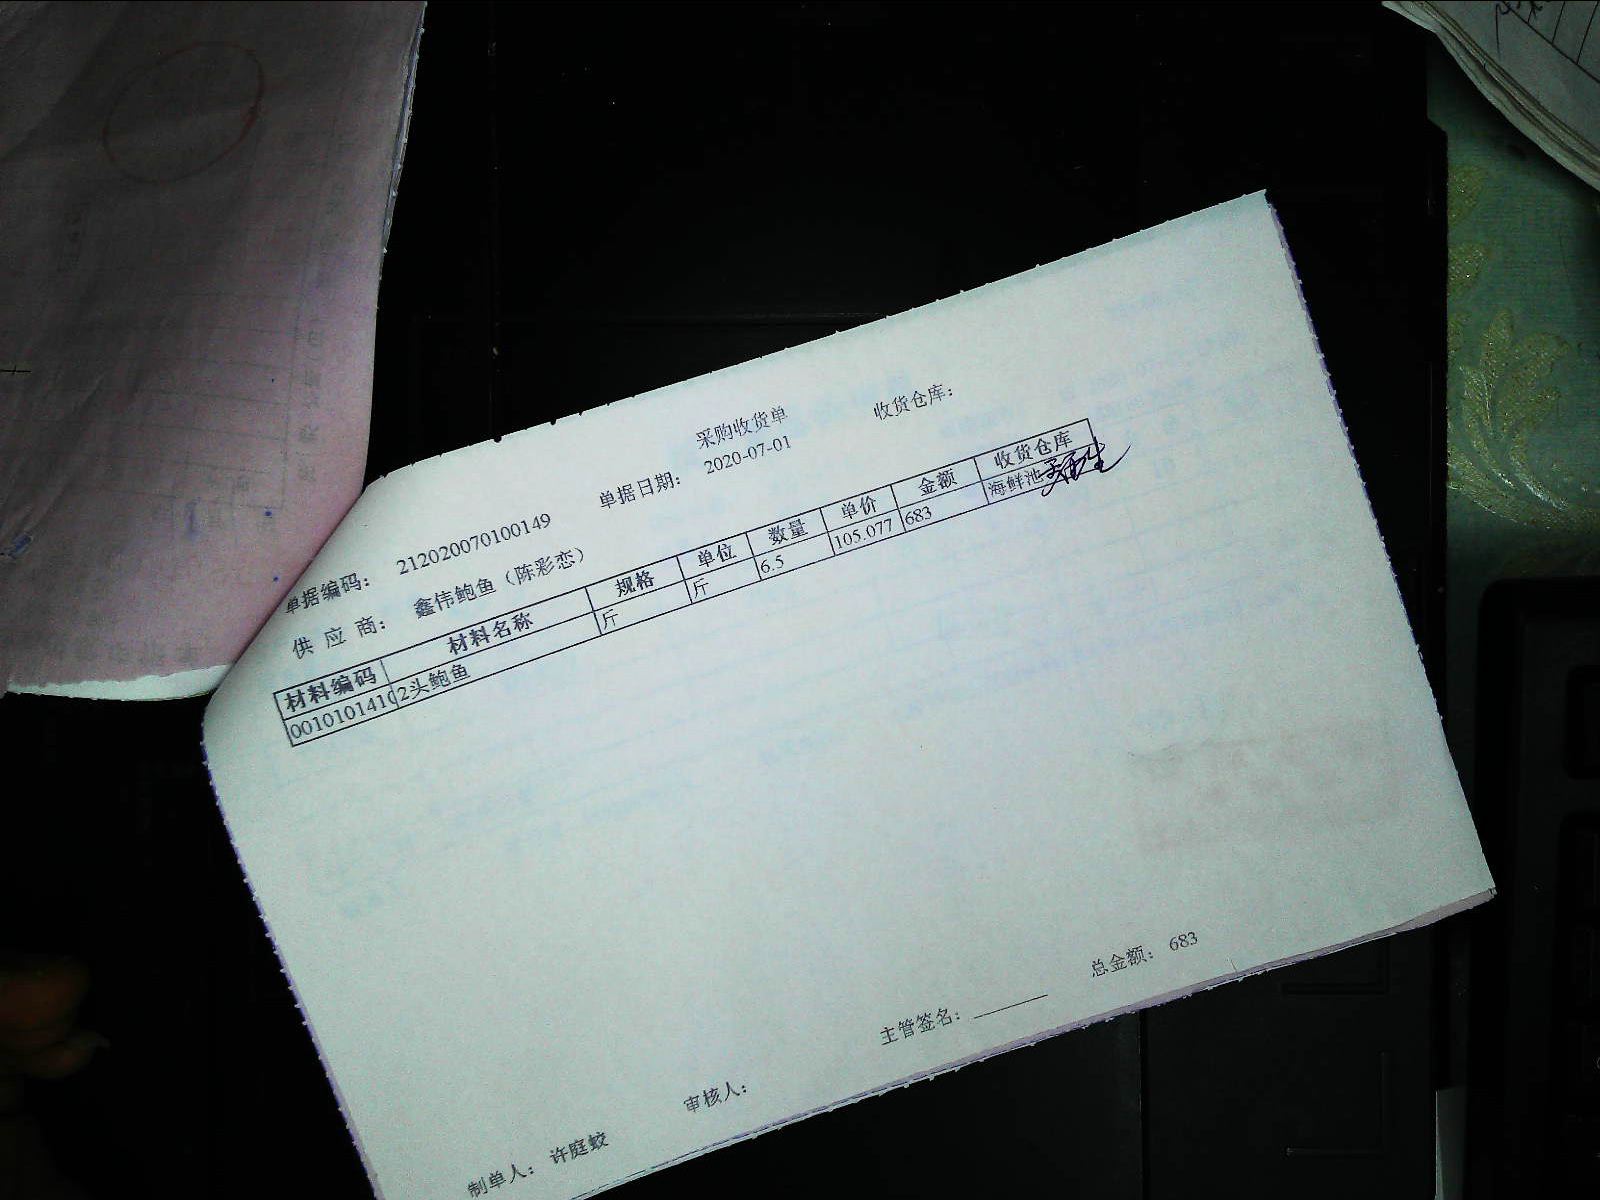 采购收货单
收货仓库：
单据编码： 212020070100149 单据日期： 2020-07-01
供 应 商： 鑫伟鲍鱼（陈彩恋）
材料编码 材料名称 规格 单位 数量 单价 金额 收货仓库
0010101410 2头鲍鱼 斤 斤 6.5 105.077 683 海鲜池
制单人： 许庭蛟 审核人： 主管签名： 总金额： 683